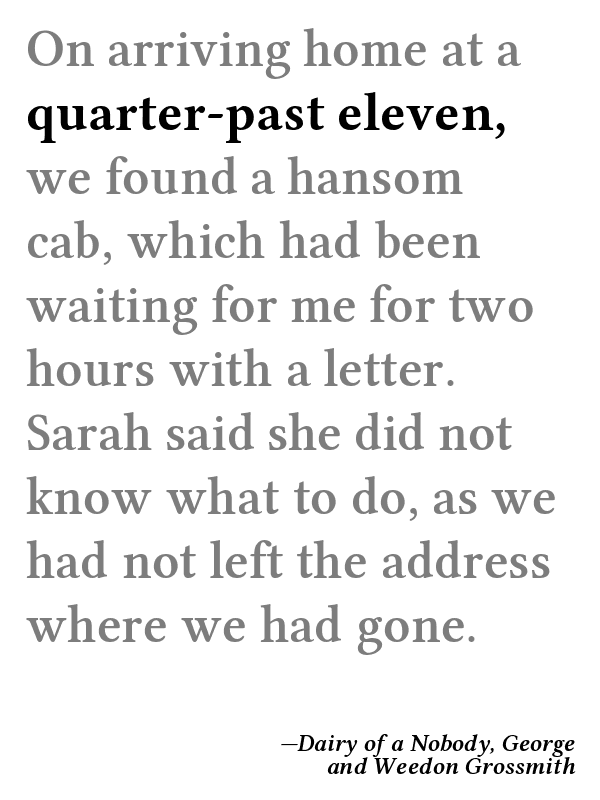 On arriving home at a
quarter-past eleven,
we found a hansom
cab, which had been
waiting for me for two
hours with a letter.
Sarah said she did not
know what to do, as we
had not left the address
where we had gone.
—Dairy of a Nobody, George
and Weedon Grossmith